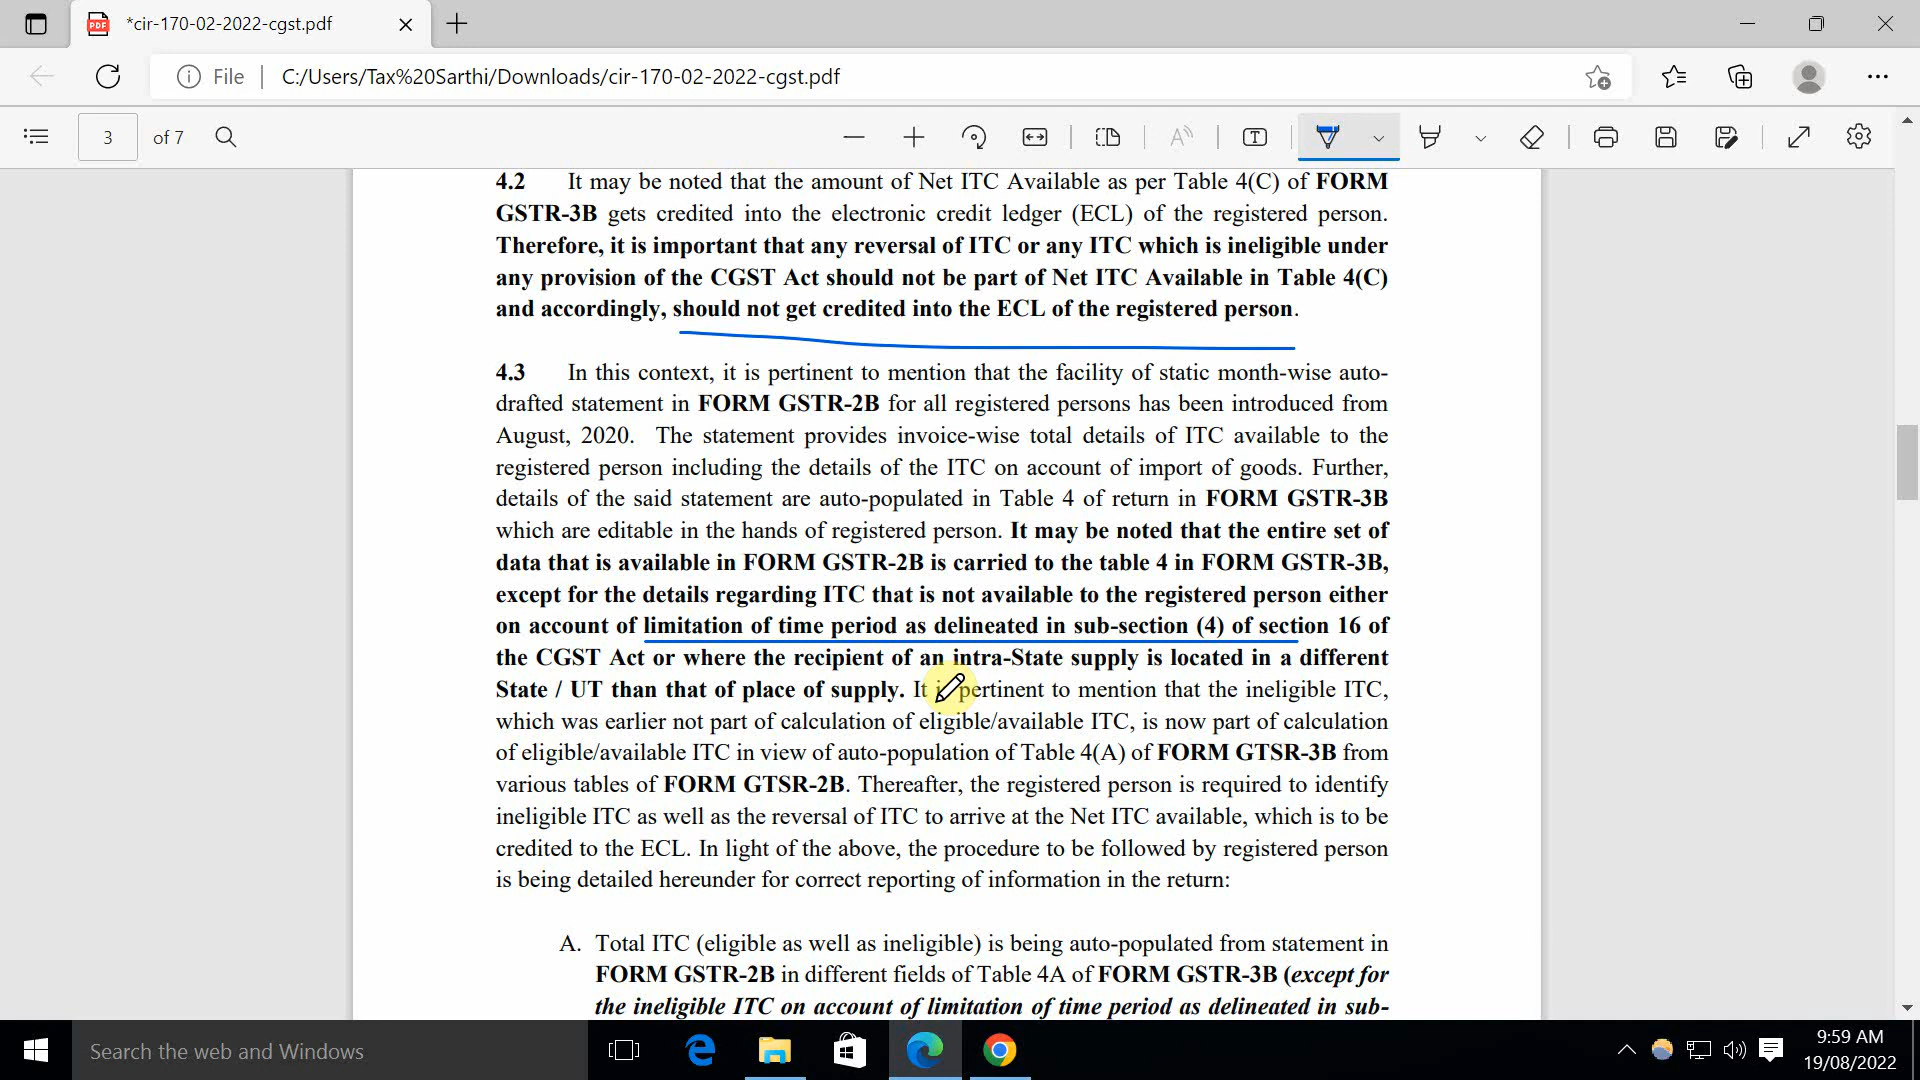 *cir-170-02-2022-cgst.pdf
File
C:/Users/Tax%20Sarthi/Downloads/cir-170-02-2022-cgst.pdf
3 of 7
4.2 It may be noted that the amount of Net ITC Available as per Table 4(C) of FORM
GSTR-3B gets credited into the electronic credit ledger (ECL) of the registered person.
Therefore, it is important that any reversal of ITC or any ITC which is ineligible under
any provision of the CGST Act should not be part of Net ITC Available in Table 4(C)
and accordingly, should not get credited into the ECL of the registered person.
4.3 In this context, it is pertinent to mention that the facility of static month-wise auto-
drafted statement in FORM GSTR-2B for all registered persons has been introduced from
August, 2020. The statement provides invoice-wise total details of ITC available to the
registered person including the details of the ITC on account of import of goods. Further,
details of the said statement are auto-populated in Table 4 of return in FORM GSTR-3B
which are editable in the hands of registered person. It may be noted that the entire set of
data that is available in FORM GSTR-2B is carried to the table 4 in FORM GSTR-3B,
except for the details regarding ITC that is not available to the registered person either
on account of limitation of time period as delineated in sub-section (4) of section 16 of
the CGST Act or where the recipient of an intra-State supply is located in a different
State / UT than that of place of supply. It is pertinent to mention that the ineligible ITC,
which was earlier not part of calculation of eligible/available ITC, is now part of calculation
of eligible/available ITC in view of auto-population of Table 4(A) of FORM GTSR-3B from
various tables of FORM GTSR-2B. Thereafter, the registered person is required to identify
ineligible ITC as well as the reversal of ITC to arrive at the Net ITC available, which is to be
credited to the ECL. In light of the above, the procedure to be followed by registered person
is being detailed hereunder for correct reporting of information in the return:
A. Total ITC (eligible as well as ineligible) is being auto-populated from statement in
FORM GSTR-2B in different fields of Table 4A of FORM GSTR-3B (except for
the ineligible ITC on account of limitation of time period as delineated in sub-
Search the web and Windows
9:59 AM
19/08/2022